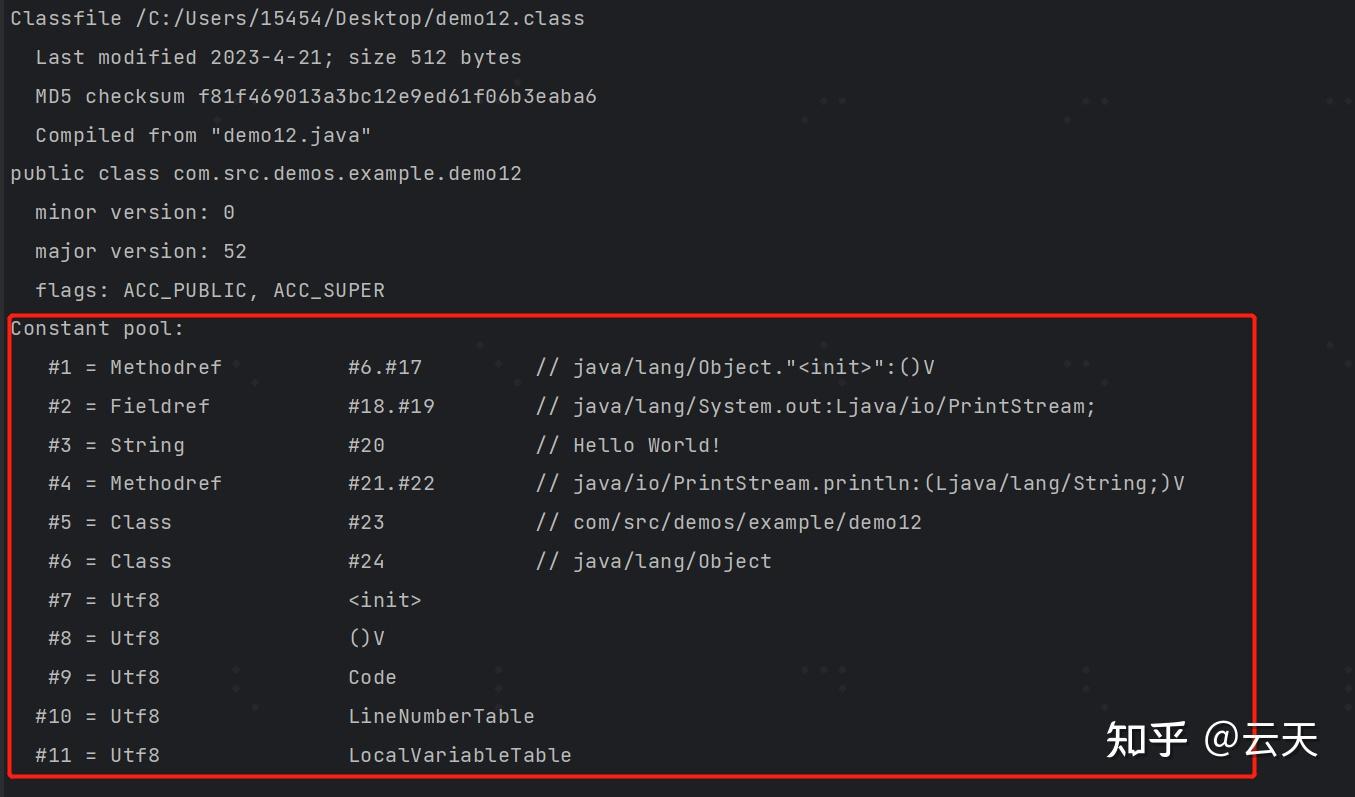 Classfile /C:/Users/15454/Desktop/demo12.class
  Last modified 2023-4-21; size 512 bytes
  MD5 checksum f81f469013a3bc12e9ed61f06b3eaba6
  Compiled from "demo12.java"
public class com.src.demos.example.demo12
  minor version: 0
  major version: 52
  flags: ACC_PUBLIC, ACC_SUPER
Constant pool:
   #1 = Methodref          #6.#17         // java/lang/Object."<init>":()V
   #2 = Fieldref           #18.#19        // java/lang/System.out:Ljava/io/PrintStream;
   #3 = String             #20            // Hello World!
   #4 = Methodref          #21.#22        // java/io/PrintStream.println:(Ljava/lang/String;)V
   #5 = Class              #23            // com/src/demos/example/demo12
   #6 = Class              #24            // java/lang/Object
   #7 = Utf8               <init>
   #8 = Utf8               ()V
   #9 = Utf8               Code
  #10 = Utf8               LineNumberTable
  #11 = Utf8               LocalVariableTable
知乎 @云天